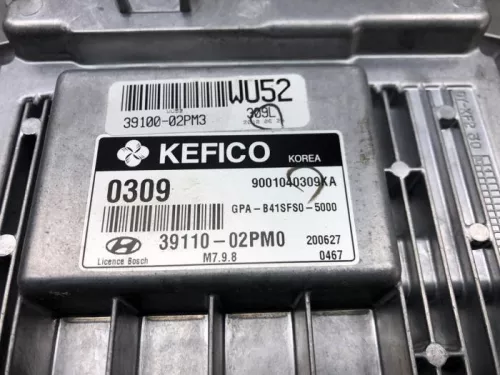 WU52
39100-02PM3 309L
KEFICO KOREA
0309 9001040309KA
GPA-B41SFS0-5000
39110-02PM0 200627
Licence Bosch M7.9.8 0467